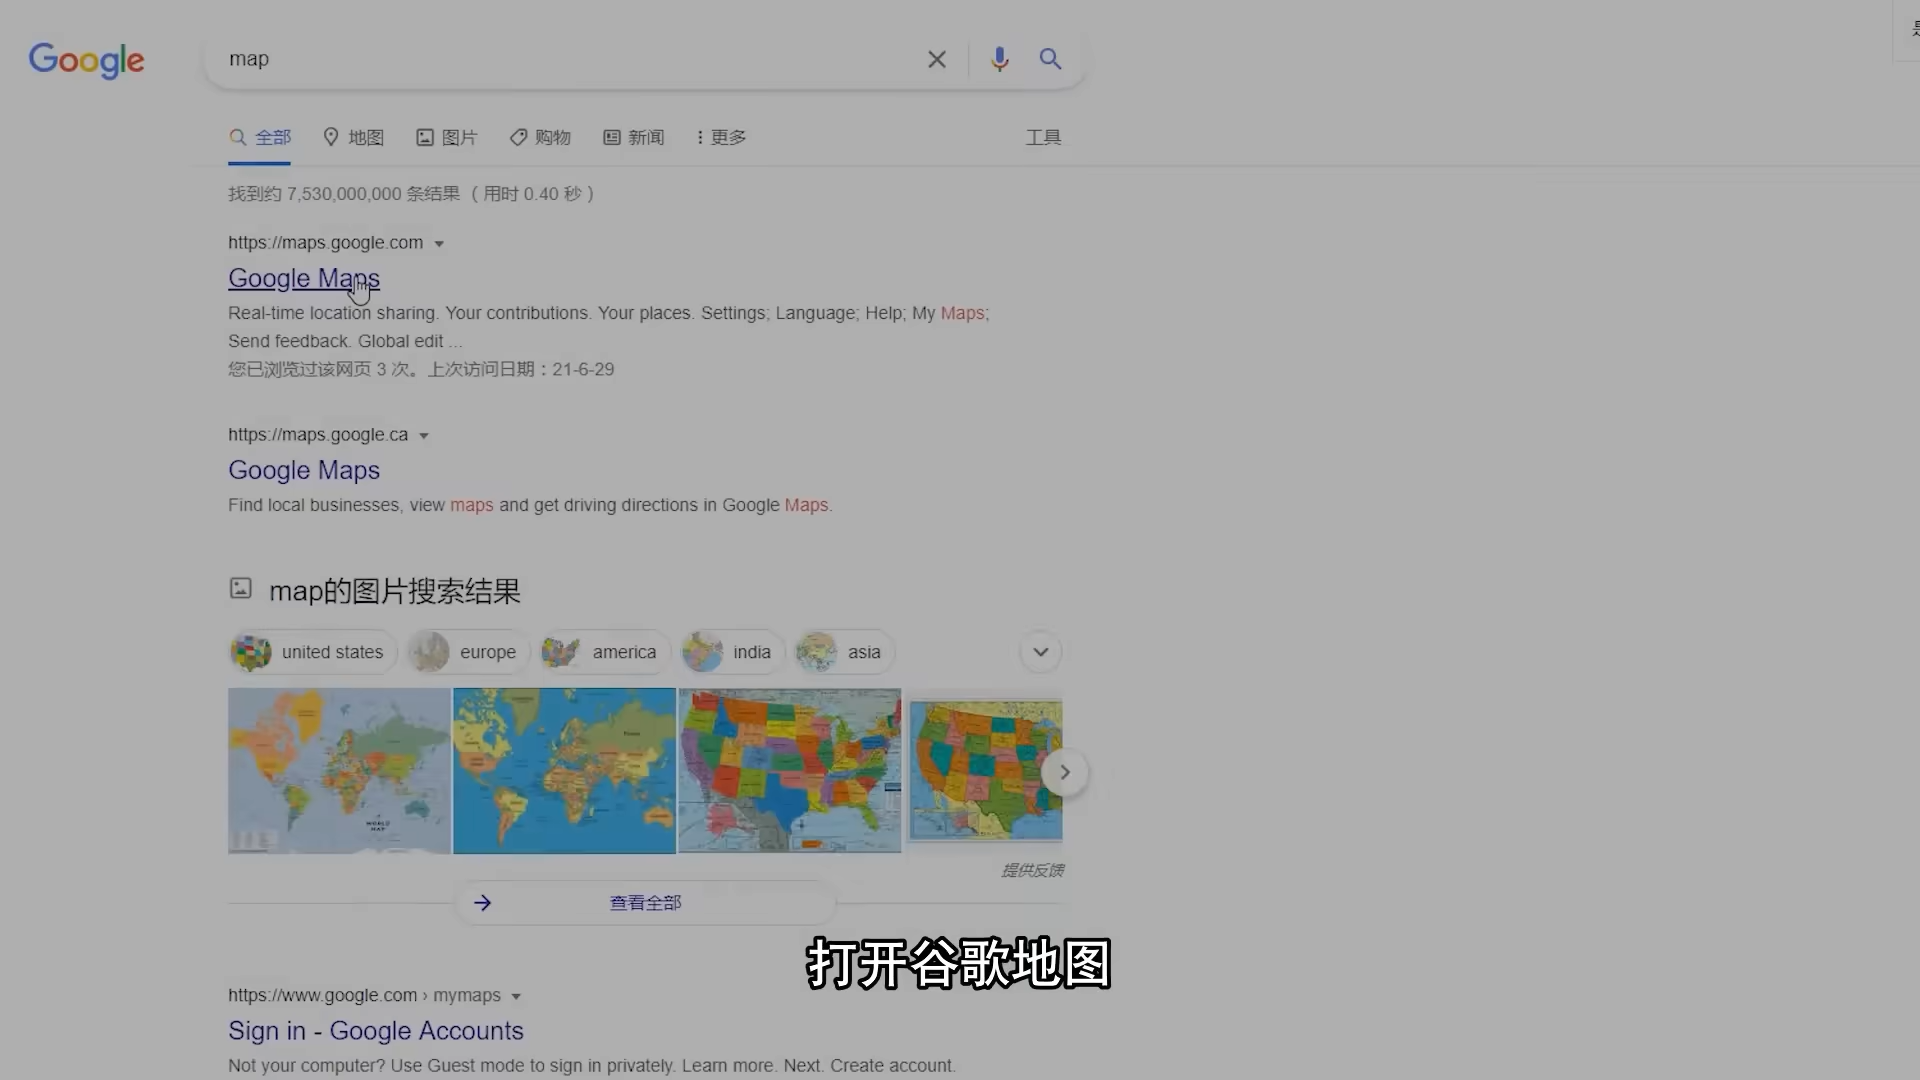 Google
map
全部
地图
图片
购物
新闻
更多
工具
找到约 7,530,000,000 条结果 （用时 0.40 秒）
https://maps.google.com
Google Maps
Real-time location sharing. Your contributions. Your places. Settings; Language; Help; My Maps;
Send feedback. Global edit ...
您已浏览过该网页 3 次。上次访问日期：21-6-29
https://maps.google.ca
Google Maps
Find local businesses, view maps and get driving directions in Google Maps.
map的图片搜索结果
united states
europe
america
india
asia
WORLD MAP
提供反馈
查看全部
打开谷歌地图
https://www.google.com › mymaps
Sign in - Google Accounts
Not your computer? Use Guest mode to sign in privately. Learn more. Next. Create account.